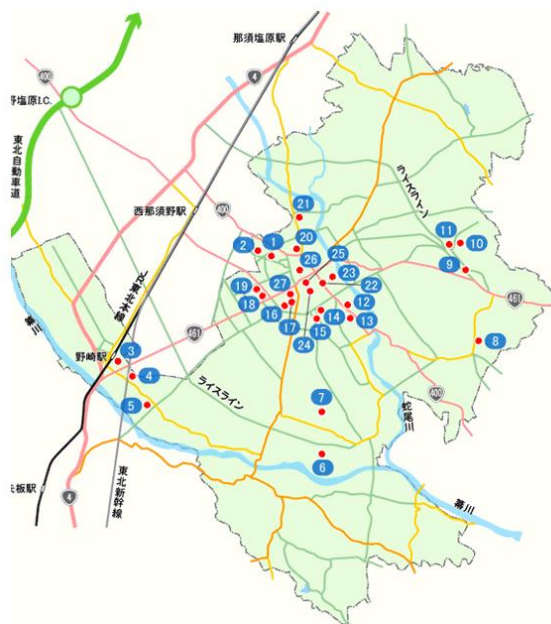 那須塩原駅
400
4
野塩原I.C.
東北自動車道
ライスライン
西那須野駅
400
21
20
11
10
2
1
25
26
9
23
19
27
22
461
12
18
16
14
13
17
15
461
24
8
JR東北本線
箒川
野崎駅
3
4
ライスライン
400
5
7
蛇尾川
6
矢板駅
4
東北新幹線
箒川